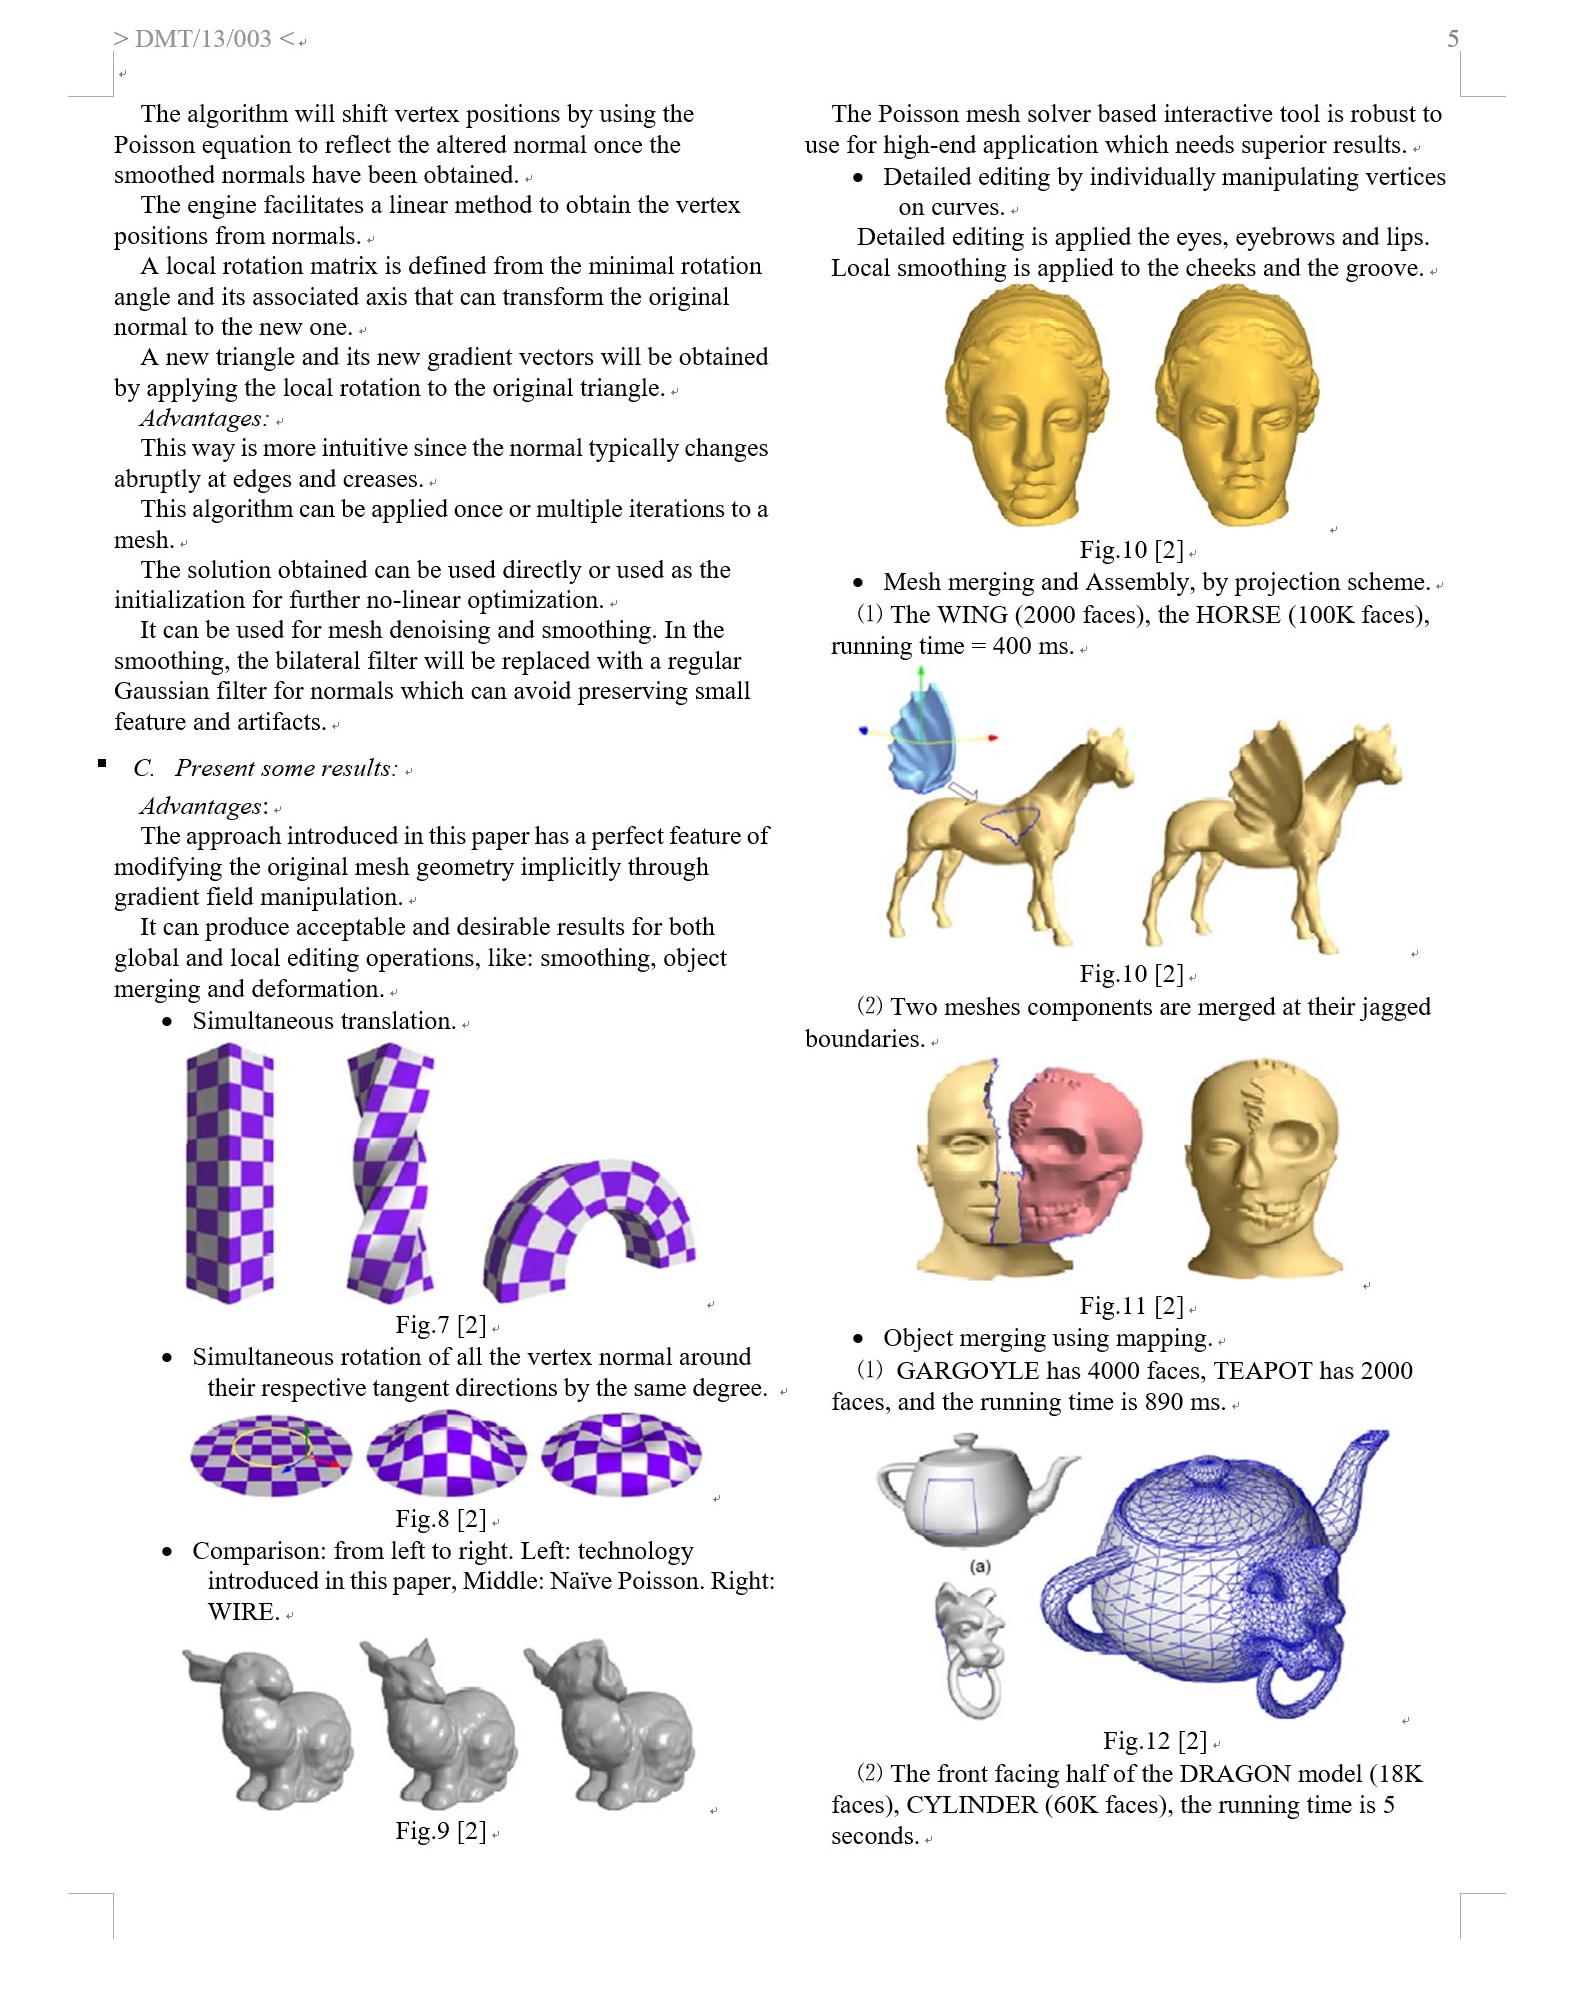 > DMT/13/003 <
5
The algorithm will shift vertex positions by using the
Poisson equation to reflect the altered normal once the
smoothed normals have been obtained.
The engine facilitates a linear method to obtain the vertex
positions from normals.
A local rotation matrix is defined from the minimal rotation
angle and its associated axis that can transform the original
normal to the new one.
A new triangle and its new gradient vectors will be obtained
by applying the local rotation to the original triangle.
Advantages:
This way is more intuitive since the normal typically changes
abruptly at edges and creases.
This algorithm can be applied once or multiple iterations to a
mesh.
The solution obtained can be used directly or used as the
initialization for further no-linear optimization.
It can be used for mesh denoising and smoothing. In the
smoothing, the bilateral filter will be replaced with a regular
Gaussian filter for normals which can avoid preserving small
feature and artifacts.
C. Present some results:
Advantages:
The approach introduced in this paper has a perfect feature of
modifying the original mesh geometry implicitly through
gradient field manipulation.
It can produce acceptable and desirable results for both
global and local editing operations, like: smoothing, object
merging and deformation.
• Simultaneous translation.
Fig.7 [2]
• Simultaneous rotation of all the vertex normal around
their respective tangent directions by the same degree.
Fig.8 [2]
• Comparison: from left to right. Left: technology
introduced in this paper, Middle: Naïve Poisson. Right:
WIRE.
Fig.9 [2]
The Poisson mesh solver based interactive tool is robust to
use for high-end application which needs superior results.
• Detailed editing by individually manipulating vertices
on curves.
Detailed editing is applied the eyes, eyebrows and lips.
Local smoothing is applied to the cheeks and the groove.
Fig.10 [2]
• Mesh merging and Assembly, by projection scheme.
(1) The WING (2000 faces), the HORSE (100K faces),
running time = 400 ms.
Fig.10 [2]
(2) Two meshes components are merged at their jagged
boundaries.
Fig.11 [2]
• Object merging using mapping.
(1) GARGOYLE has 4000 faces, TEAPOT has 2000
faces, and the running time is 890 ms.
(a)
Fig.12 [2]
(2) The front facing half of the DRAGON model (18K
faces), CYLINDER (60K faces), the running time is 5
seconds.